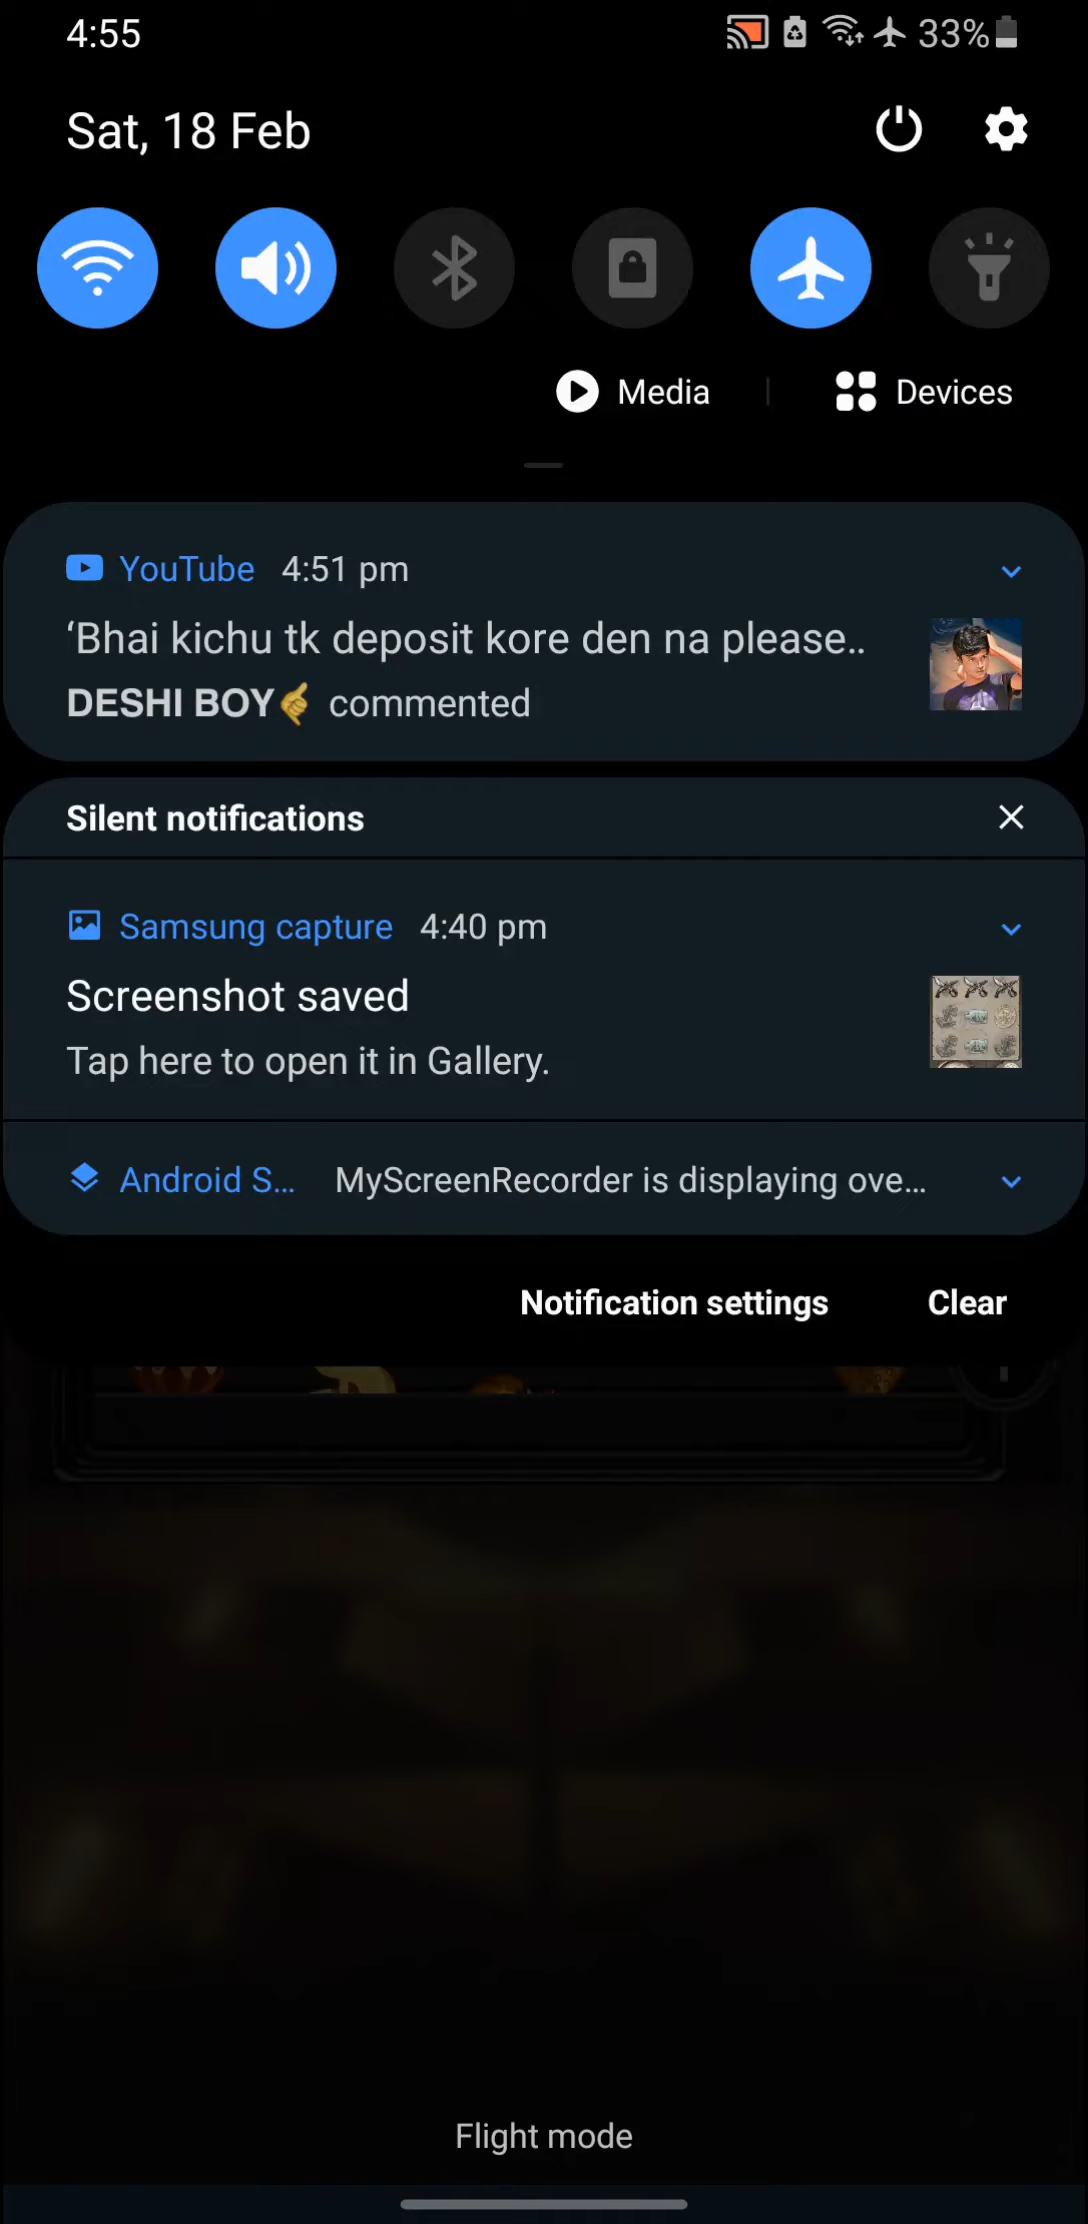 4:55
33%
Sat, 18 Feb
Media
Devices
YouTube 4:51 pm
‘Bhai kichu tk deposit kore den na please..
DESHI BOY🤙 commented
Silent notifications
Samsung capture 4:40 pm
Screenshot saved
Tap here to open it in Gallery.
Android S... MyScreenRecorder is displaying ove...
Notification settings
Clear
Flight mode